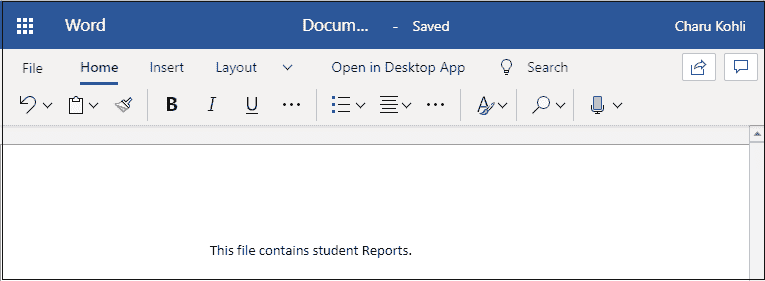 Word Docum... - Saved Charu Kohli
File Home Insert Layout Open in Desktop App Search
B I U ...
This file contains student Reports.